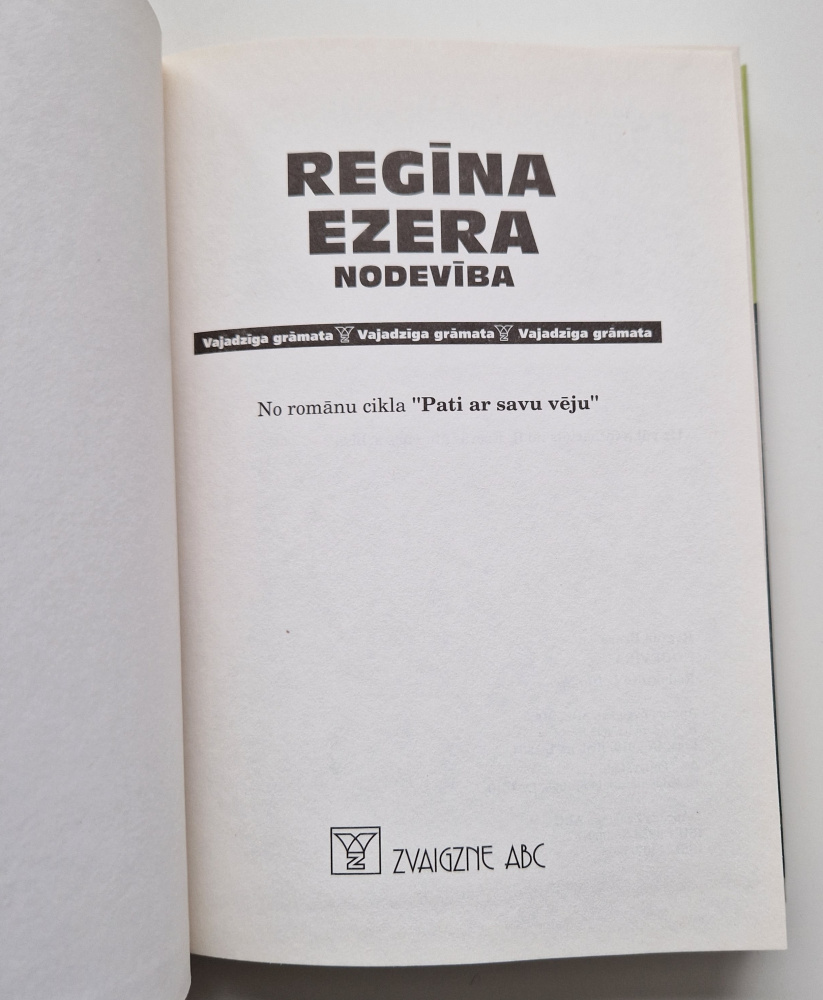 REGĪNA
EZERA
NODEVĪBA
Vajadzīga grāmata Vajadzīga grāmata Vajadzīga grāmata
No romānu cikla "Pati ar savu vēju"
ZVAIGZNE ABC